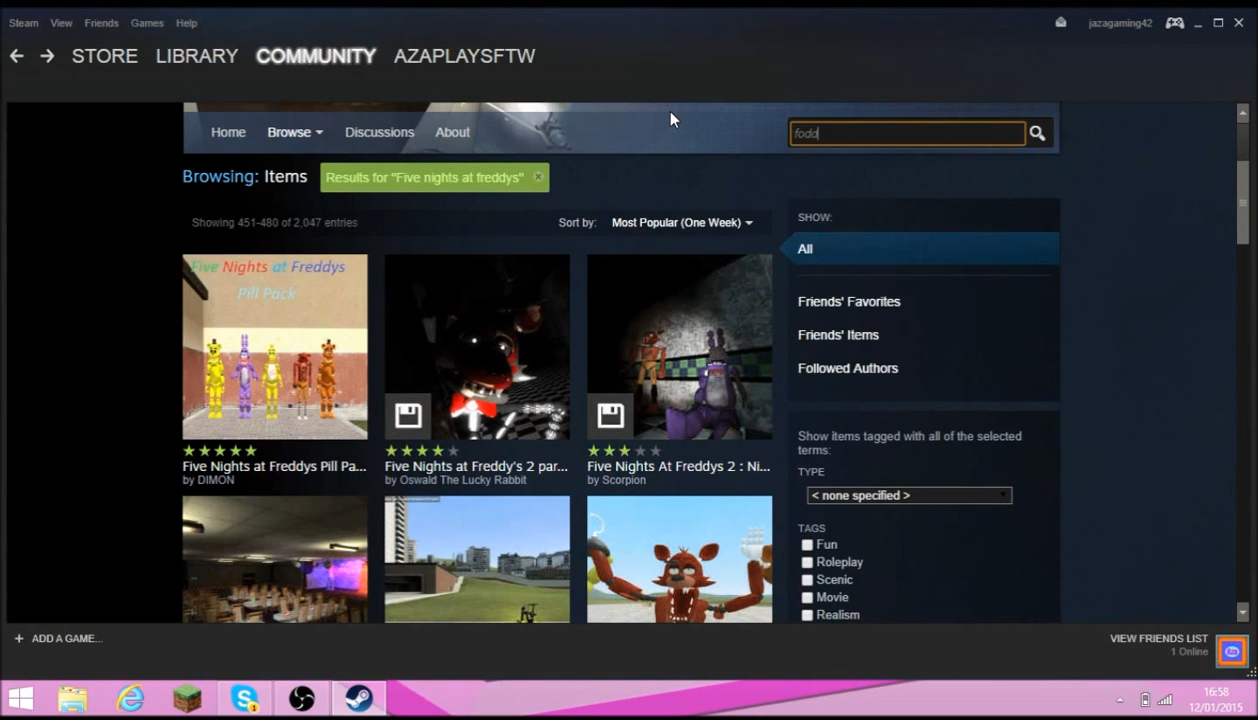 Steam View Friends Games Help jazagaming42
STORE LIBRARY COMMUNITY AZAPLAYSFTW
Home Browse Discussions About fodd
Browsing: Items Results for "Five nights at freddys"
Showing 451-480 of 2,047 entries Sort by: Most Popular (One Week)
SHOW:
All
Friends' Favorites
Friends' Items
Followed Authors
Five Nights at Freddys
Pill Pack
Five Nights at Freddys Pill Pa...
by DIMON
Five Nights at Freddy's 2 par...
by Oswald The Lucky Rabbit
Five Nights At Freddys 2 : Ni...
by Scorpion
Show items tagged with all of the selected
terms:
TYPE
< none specified >
TAGS
Fun
Roleplay
Scenic
Movie
Realism
+ ADD A GAME...
VIEW FRIENDS LIST
1 Online
16:58
12/01/2015